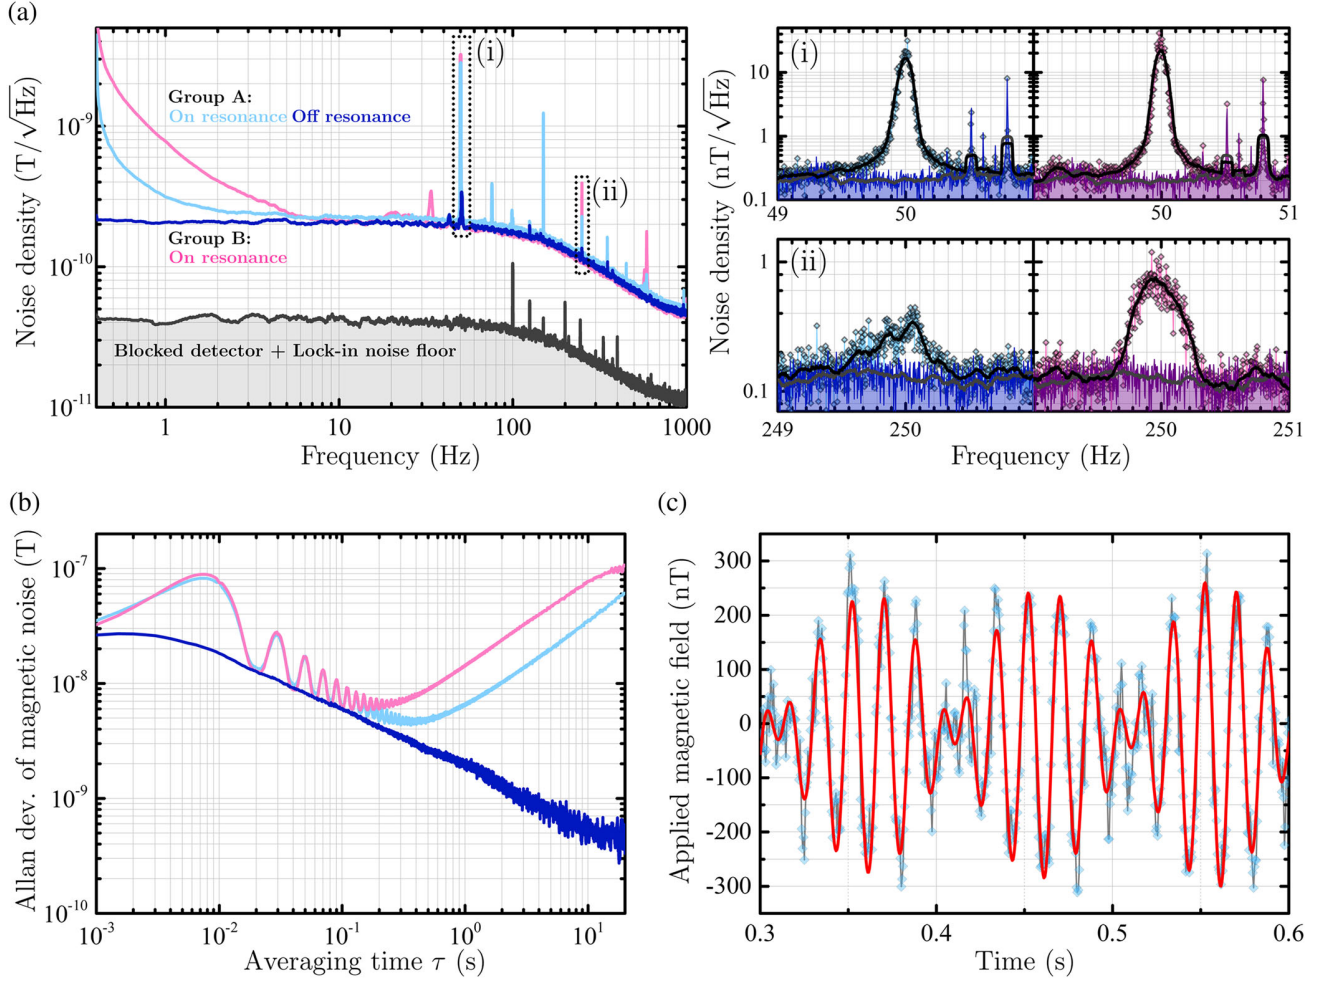 (a)
Noise density (T/√Hz)
10⁻⁹
10⁻¹⁰
10⁻¹¹
Group A:
On resonance Off resonance
Group B:
On resonance
Blocked detector + Lock-in noise floor
(i)
(ii)
1 10 100 1000
Frequency (Hz)
Noise density (nT/√Hz)
(i)
10
1
0.1
49 50 50 51
(ii)
1
0.1
249 250 250 251
Frequency (Hz)
(b)
Allan dev. of magnetic noise (T)
10⁻⁷
10⁻⁸
10⁻⁹
10⁻¹⁰
10⁻³ 10⁻² 10⁻¹ 10⁰ 10¹
Averaging time τ (s)
(c)
Applied magnetic field (nT)
300
200
100
0
-100
-200
-300
0.3 0.4 0.5 0.6
Time (s)